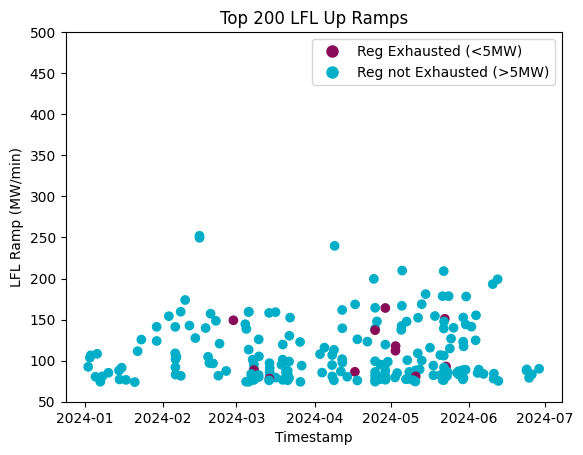 Top 200 LFL Up Ramps
Reg Exhausted (<5MW)
Reg not Exhausted (>5MW)
LFL Ramp (MW/min)
500
450
400
350
300
250
200
150
100
50
2024-01 2024-02 2024-03 2024-04 2024-05 2024-06 2024-07
Timestamp